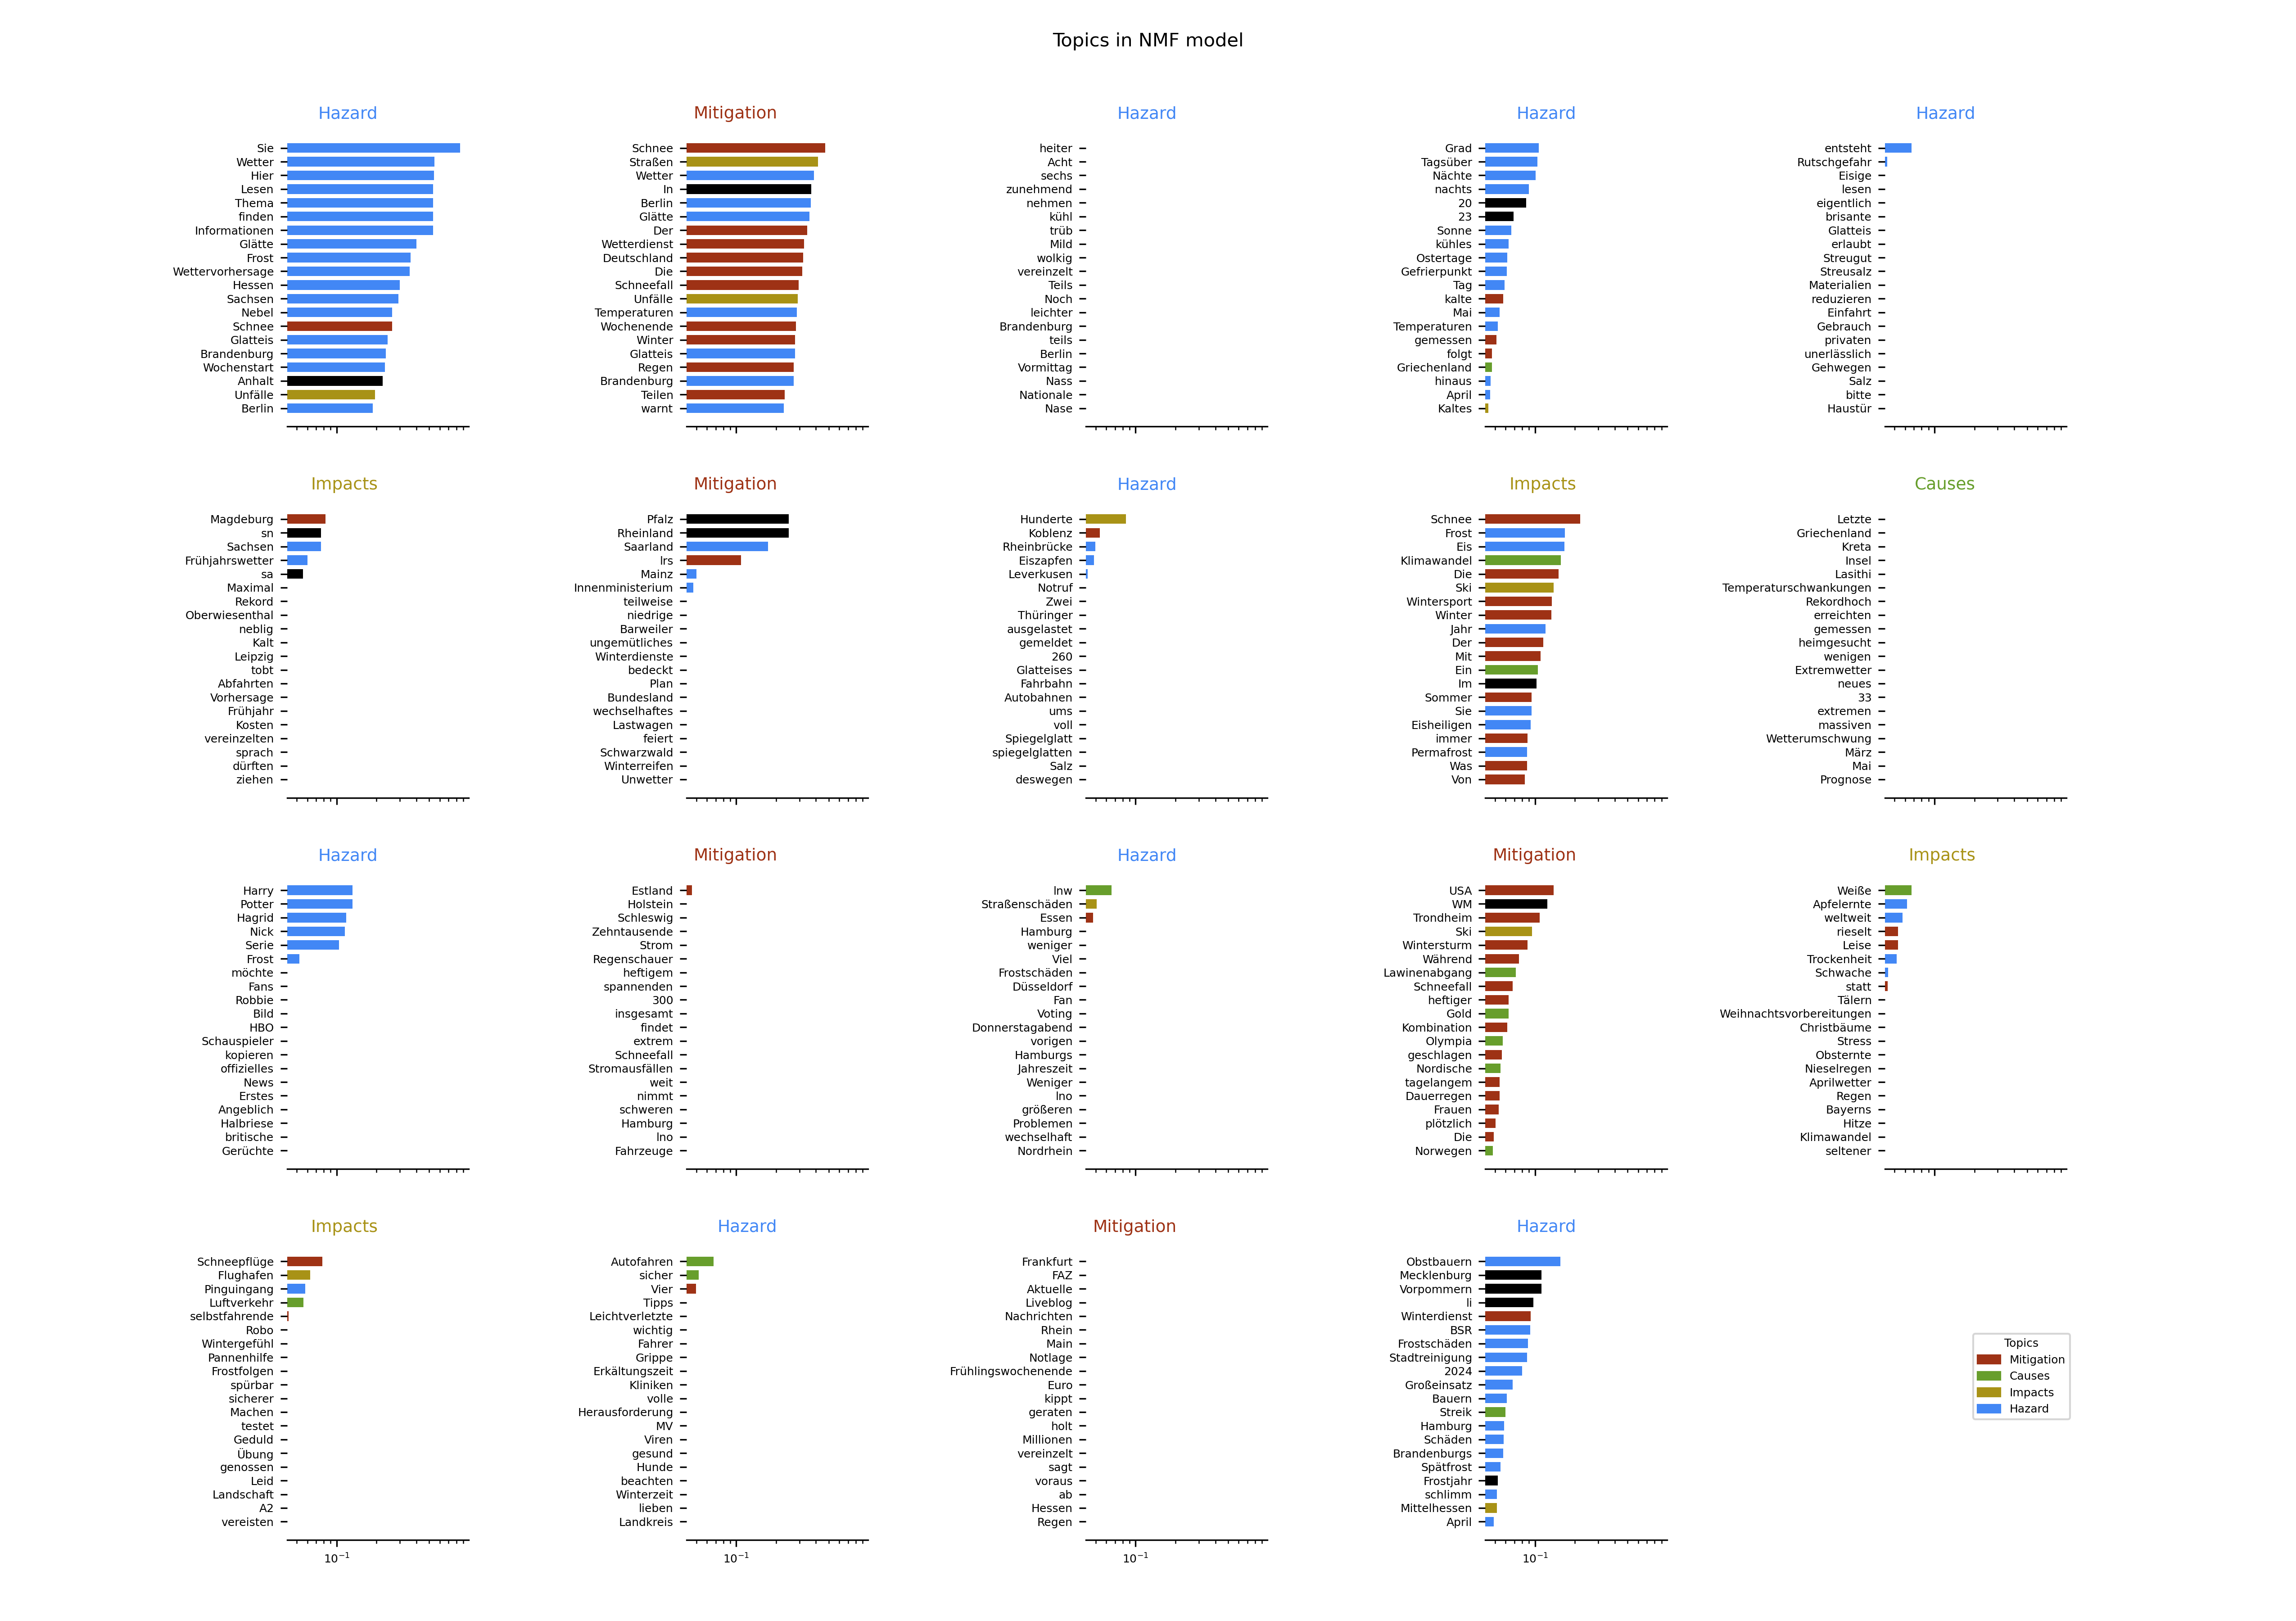 Topics in NMF model
Hazard
Sie
Wetter
Hier
Lesen
Thema
finden
Informationen
Glätte
Frost
Wettervorhersage
Hessen
Sachsen
Nebel
Schnee
Glatteis
Brandenburg
Wochenstart
Anhalt
Unfälle
Berlin
Mitigation
Schnee
Straßen
Wetter
In
Berlin
Glätte
Der
Wetterdienst
Deutschland
Die
Schneefall
Unfälle
Temperaturen
Wochenende
Winter
Glatteis
Regen
Brandenburg
Teilen
warnt
Hazard
heiter
Acht
sechs
zunehmend
nehmen
kühl
trüb
Mild
wolkig
vereinzelt
Teils
Noch
leichter
Brandenburg
teils
Berlin
Vormittag
Nass
Nationale
Nase
Hazard
Grad
Tagsüber
Nächte
nachts
20
23
Sonne
kühles
Ostertage
Gefrierpunkt
Tag
kalte
Mai
Temperaturen
gemessen
folgt
Griechenland
hinaus
April
Kaltes
Hazard
entsteht
Rutschgefahr
Eisige
lesen
eigentlich
brisante
Glatteis
erlaubt
Streugut
Streusalz
Materialien
reduzieren
Einfahrt
Gebrauch
privaten
unerlässlich
Gehwegen
Salz
bitte
Haustür
Impacts
Magdeburg
sn
Sachsen
Frühjahrswetter
sa
Maximal
Rekord
Oberwiesenthal
neblig
Kalt
Leipzig
tobt
Abfahrten
Vorhersage
Frühjahr
Kosten
vereinzelten
sprach
dürften
ziehen
Mitigation
Pfalz
Rheinland
Saarland
lrs
Mainz
Innenministerium
teilweise
niedrige
Barweiler
ungemütliches
Winterdienste
bedeckt
Plan
Bundesland
wechselhaftes
Lastwagen
feiert
Schwarzwald
Winterreifen
Unwetter
Hazard
Hunderte
Koblenz
Rheinbrücke
Eiszapfen
Leverkusen
Notruf
Zwei
Thüringer
ausgelastet
gemeldet
260
Glatteises
Fahrbahn
Autobahnen
ums
voll
Spiegelglatt
spiegelglatten
Salz
deswegen
Impacts
Schnee
Frost
Eis
Klimawandel
Die
Ski
Wintersport
Winter
Jahr
Der
Mit
Ein
Im
Sommer
Sie
Eisheiligen
immer
Permafrost
Was
Von
Causes
Letzte
Griechenland
Kreta
Insel
Lasithi
Temperaturschwankungen
Rekordhoch
erreichten
gemessen
heimgesucht
wenigen
Extremwetter
neues
33
extremen
massiven
Wetterumschwung
März
Mai
Prognose
Hazard
Harry
Potter
Hagrid
Nick
Serie
Frost
möchte
Fans
Robbie
Bild
HBO
Schauspieler
kopieren
offizielles
News
Erstes
Angeblich
Halbriese
britische
Gerüchte
Mitigation
Estland
Holstein
Schleswig
Zehntausende
Strom
Regenschauer
heftigem
spannenden
300
insgesamt
findet
extrem
Schneefall
Stromausfällen
weit
nimmt
schweren
Hamburg
lno
Fahrzeuge
Hazard
lnw
Straßenschäden
Essen
Hamburg
weniger
Viel
Frostschäden
Düsseldorf
Fan
Voting
Donnerstagabend
vorigen
Hamburgs
Jahreszeit
Weniger
lno
größeren
Problemen
wechselhaft
Nordrhein
Mitigation
USA
WM
Trondheim
Ski
Wintersturm
Während
Lawinenabgang
Schneefall
heftiger
Gold
Kombination
Olympia
geschlagen
Nordische
tagelangem
Dauerregen
Frauen
plötzlich
Die
Norwegen
Impacts
Weiße
Apfelernte
weltweit
rieselt
Leise
Trockenheit
Schwache
statt
Tälern
Weihnachtsvorbereitungen
Christbäume
Stress
Obsternte
Nieselregen
Aprilwetter
Regen
Bayerns
Hitze
Klimawandel
seltener
Impacts
Schneepflüge
Flughafen
Pinguingang
Luftverkehr
selbstfahrende
Robo
Wintergefühl
Pannenhilfe
Frostfolgen
spürbar
sicherer
Machen
testet
Geduld
Übung
genossen
Leid
Landschaft
A2
vereisten
10⁻¹
Hazard
Autofahren
sicher
Vier
Tipps
Leichtverletzte
wichtig
Fahrer
Grippe
Erkältungszeit
Kliniken
volle
Herausforderung
MV
Viren
gesund
Hunde
beachten
Winterzeit
lieben
Landkreis
10⁻¹
Mitigation
Frankfurt
FAZ
Aktuelle
Liveblog
Nachrichten
Rhein
Main
Notlage
Frühlingswochenende
Euro
kippt
geraten
holt
Millionen
vereinzelt
sagt
voraus
ab
Hessen
Regen
10⁻¹
Hazard
Obstbauern
Mecklenburg
Vorpommern
li
Winterdienst
BSR
Frostschäden
Stadtreinigung
2024
Großeinsatz
Bauern
Streik
Hamburg
Schäden
Brandenburgs
Spätfrost
Frostjahr
schlimm
Mittelhessen
April
10⁻¹
Topics
Mitigation
Causes
Impacts
Hazard